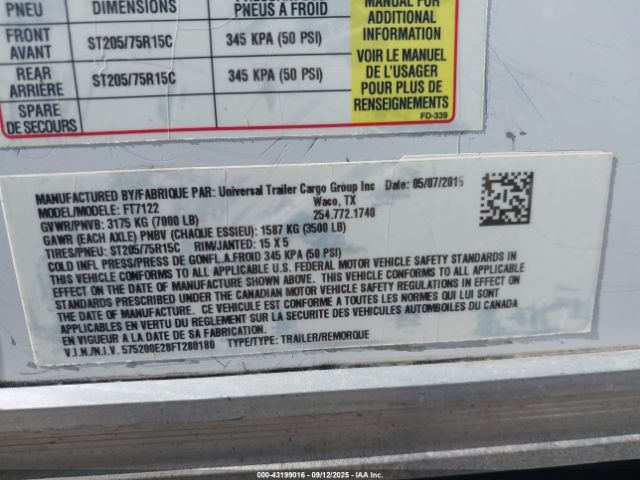 PNEU DIMENSIONS PNEUS A FROID
FRONT
AVANT ST205/75R15C 345 KPA (50 PSI)
REAR
ARRIÈRE ST205/75R15C 345 KPA (50 PSI)
SPARE
DE SECOURS
MANUAL FOR
ADDITIONAL
INFORMATION
VOIR LE MANUEL
DE L'USAGER
POUR PLUS DE
RENSEIGNEMENTS
FD-339
MANUFACTURED BY/FABRIQUE PAR: Universal Trailer Cargo Group Inc Date: 05/07/2015
MODEL/MODELE: FT7122 Waco, TX
GVWR/PNVB: 3175 KG (7000 LB) 254.772.1740
GAWR (EACH AXLE) PNBV (CHAQUE ESSIEU): 1587 KG (3500 LB)
TIRES/PNEU: ST205/75R15C RIM/JANTED: 15 X 5
COLD INFL PRESS/PRESS DE GONFL.A.FROID 345 KPA (50 PSI)
THIS VEHICLE CONFORMS TO ALL APPLICABLE U.S. FEDERAL MOTOR VEHICLE SAFETY STANDARDS IN
EFFECT ON THE DATE OF MANUFACTURE SHOWN ABOVE. THIS VEHICLE CONFORMS TO ALL APPLICABLE
STANDARDS PRESCRIBED UNDER THE CANADIAN MOTOR VEHICLE SAFETY REGULATIONS IN EFFECT ON
THE DATE OF MANUFACTURE. CE VEHICULE EST CONFORME A TOUTES LES NORMES QUI LUI SONT
APPLICABLES EN VERTU DU REGLEMENT SUR LA SECURITE DES VEHICULES AUTOMOBILES DU CANADA
EN VIGUEUR A LA DATE DE SA FABRICATION.
V.I.N./N.I.V. 575200E28FT280180 TYPE/TYPE: TRAILER/REMORQUE
000-43199016 - 09/12/2025 - IAA Inc.